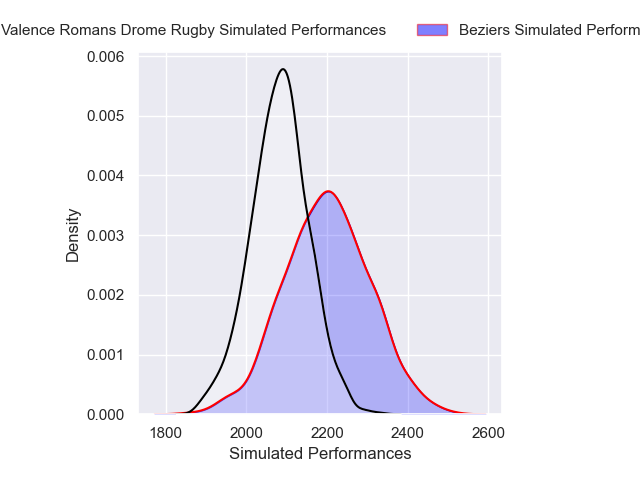 Valence Romans Drome Rugby Simulated Performances
Beziers Simulated Perform
0.006
0.005
0.004
0.003
0.002
0.001
0.000
Density
1800 2000 2200 2400 2600
Simulated Performances